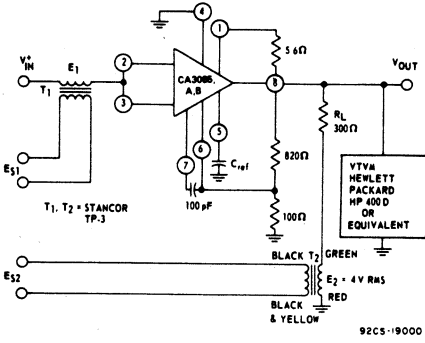 V+IN
E1
T1
ES1
T1, T2 = STANCOR
TP-3
4
1
2
3
CA3085,
A,B
5.6Ω
8
VOUT
RL
300Ω
5
6
7
Cref
100 pF
820Ω
100Ω
VTVM
HEWLETT
PACKARD
HP 400 D
OR
EQUIVALENT
ES2
BLACK T2 GREEN
E2 = 4 V RMS
BLACK
& YELLOW
RED
92CS-19000